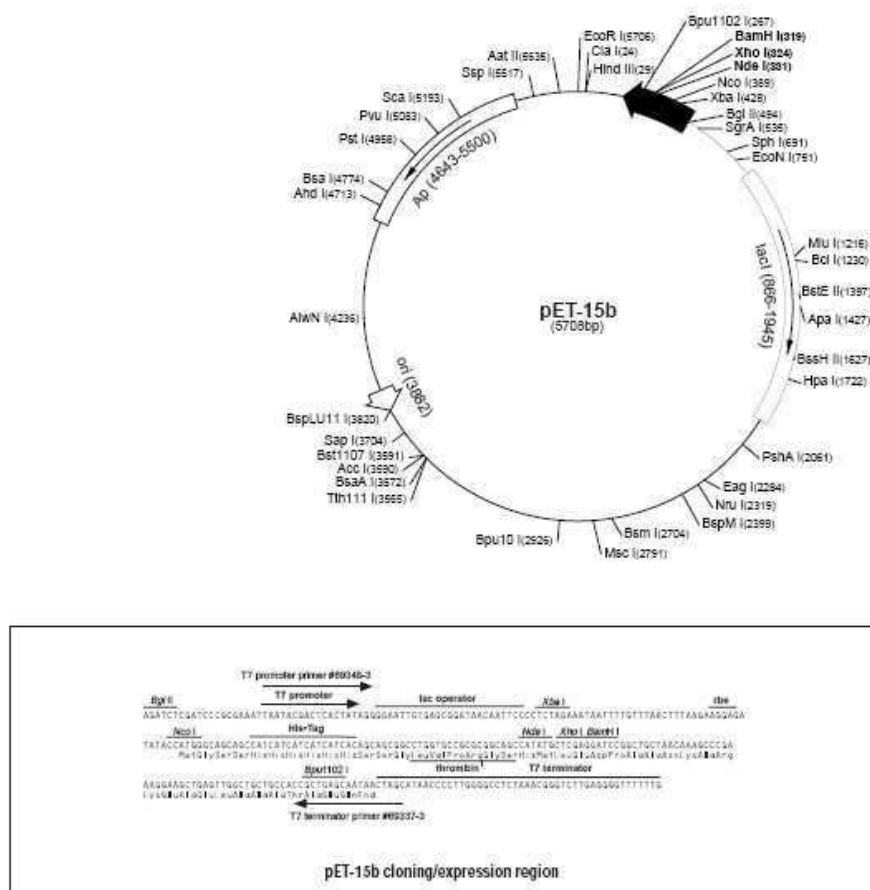 EcoR I(5706)
Cla I(24)
Hind III(29)
Bpu1102 I(267)
BamH I(319)
Xho I(324)
Nde I(331)
Nco I(389)
Xba I(428)
Bgl II(494)
SgrA I(535)
Sph I(691)
EcoN I(751)
Aat II(5635)
Ssp I(5517)
Sca I(5193)
Pvu I(5083)
Pst I(4958)
Bsa I(4774)
Ahd I(4713)
Ap (4643-5500)
lacI (866-1945)
Mlu I(1216)
Bcl I(1230)
BstE II(1397)
Apa I(1427)
BssH II(1627)
Hpa I(1722)
pET-15b
(5708bp)
AlwN I(4236)
ori (3882)
BspLU11 I(3820)
Sap I(3704)
Bst1107 I(3591)
Acc I(3590)
BsaA I(3572)
Tth111 I(3565)
PshA I(2061)
Eag I(2284)
Nru I(2319)
BspM I(2399)
Bsm I(2704)
Msc I(2791)
Bpu10 I(2926)
T7 promoter primer #69348-3
Bgl II
T7 promoter
lac operator
Xba I
rbs
AGATCTCGATCCCGCGAAATTAATACGACTCACTATAGGGGAATTGTGAGCGGATAACAATTCCCCTCTAGAAATAATTTTGTTTAACTTTAAGAAGGAGA
Nco I
His•Tag
Nde I
Xho I
BamH I
TATACCATGGGCAGCAGCCATCATCATCATCATCACAGCAGCGGCCTGGTGCCGCGCGGCAGCCATATGCTCGAGGATCCGGCTGCTAACAAAGCCCGA
MetGlySerSerHisHisHisHisHisHisSerSerGlyLeuValProArgGlySerHisMetLeuGluAspProAlaAlaAsnLysAlaArg
Bpu1102 I
thrombin
T7 terminator
AAGGAAGCTGAGTTGGCTGCTGCCACCGCTGAGCAATAACTAGCATAACCCCTTGGGGCCTCTAAACGGGTCTTGAGGGGTTTTTTG
LysGluAlaGluLeuAlaAlaAlaThrAlaGluGlnEnd
T7 terminator primer #69337-3
pET-15b cloning/expression region